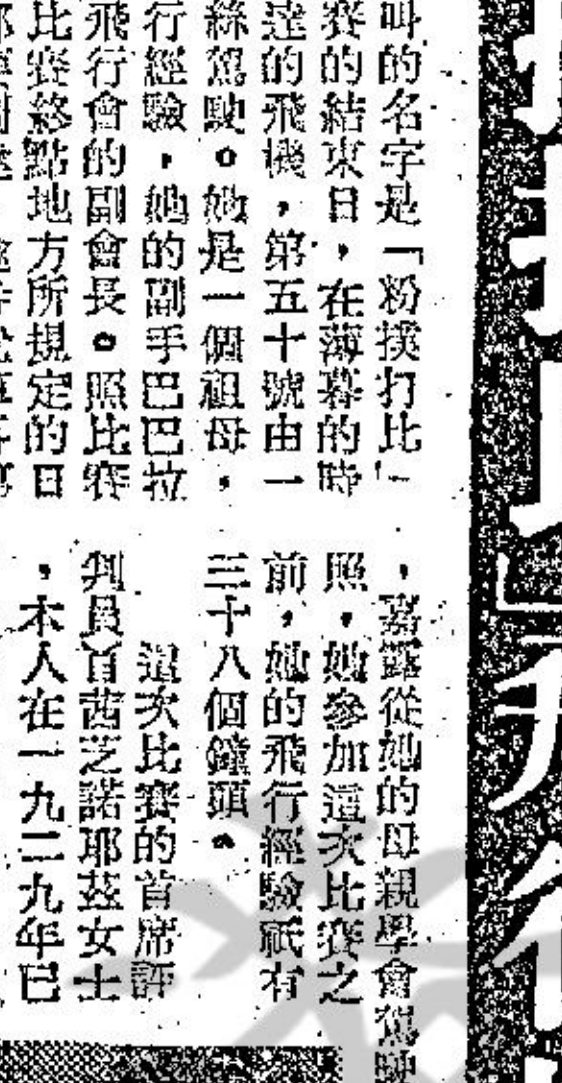 叫的名字是「粉撲打比」
賽的結束日,在薄暮的時
達的飛機,第五十號由一
絲駕駛。她是一個祖母,
行經驗,她的副手巴巴拉
飛行會的副會長。照比賽
比賽終點地方所規定的日
,嘉露從她的母親學會駕駛
照,她參加這次比賽之
前,她的飛行經驗祇有
三十八個鐘頭。
這次比賽的首席評
判員首茜芝諾耶茲女士
,本人在一九二九年已